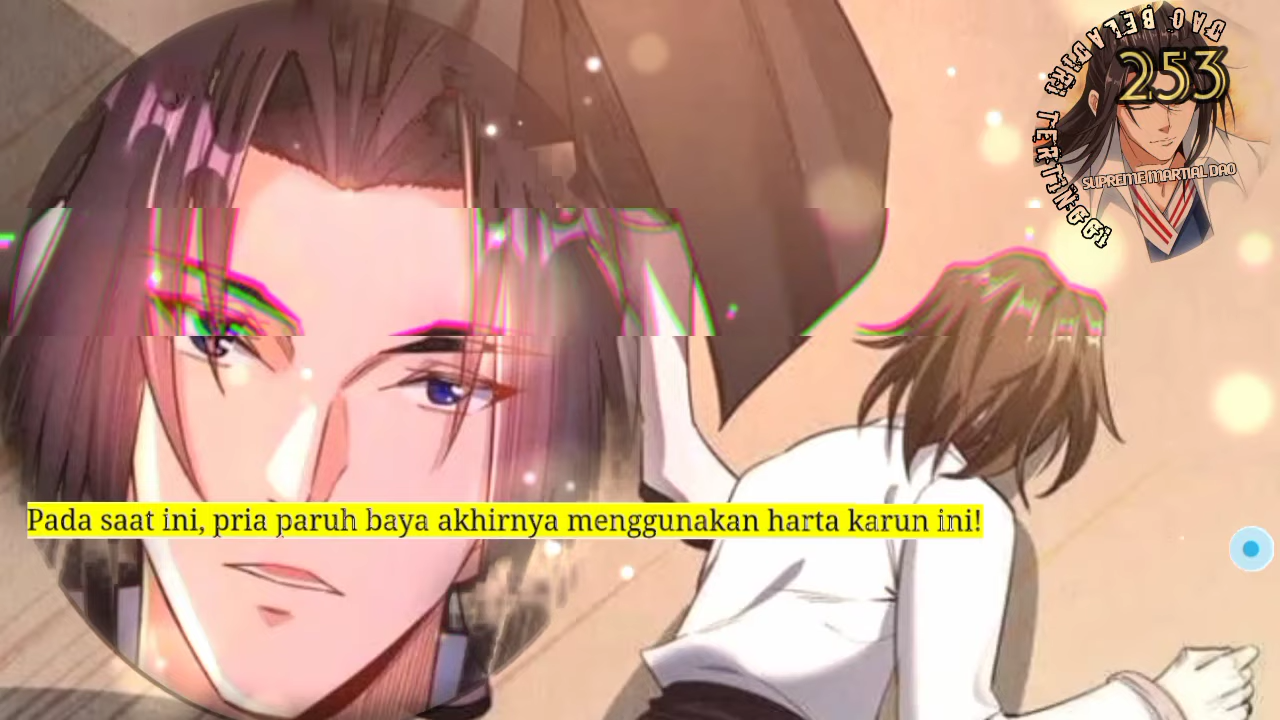 DAO BELADIRI TERTINGGI
253
SUPREME MARTIAL DAO
Pada saat ini, pria paruh baya akhirnya menggunakan harta karun ini!